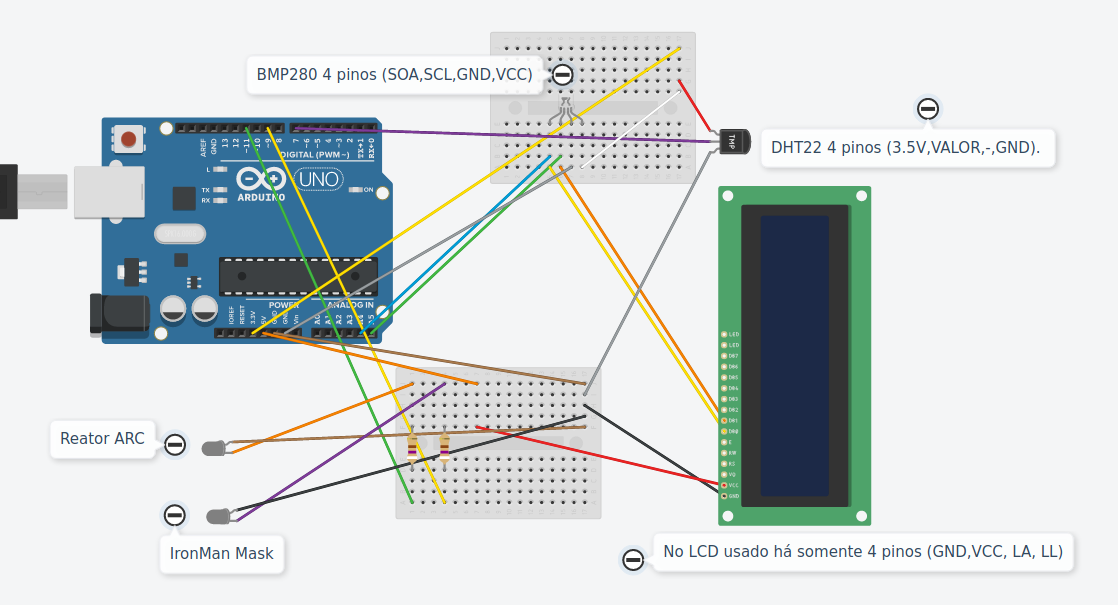 BMP280 4 pinos (SOA,SCL,GND,VCC)
DHT22 4 pinos (3.5V,VALOR,-,GND).
TMP
AREF
GND
13
12
~11
~10
~9
8
7
~6
~5
4
~3
2
TX→1
RX←0
DIGITAL (PWM~)
L
TX
RX
ARDUINO
UNO
ON
POWER
ANALOG IN
IOREF
RESET
3.3V
5V
GND
GND
Vin
A0
A1
A2
A3
A4
A5
LED
LED
DB7
DB6
DB5
DB4
DB3
DB2
DB1
DB0
E
RW
RS
VO
VCC
GND
Reator ARC
IronMan Mask
No LCD usado há somente 4 pinos (GND,VCC, LA, LL)